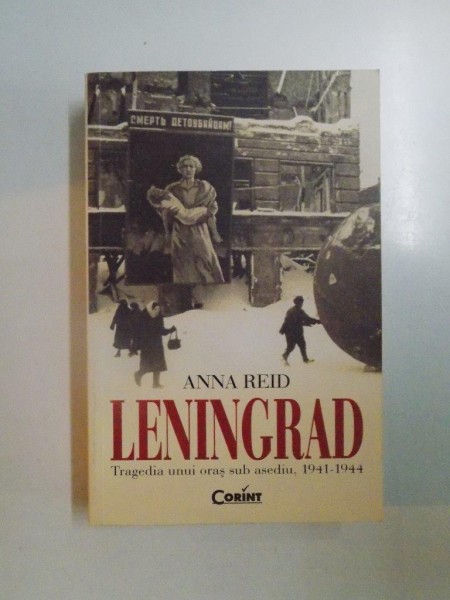 СМЕРТЬ ДЕТОУБИЙЦАМ!
ANNA REID
LENINGRAD
Tragedia unui oraș sub asediu, 1941-1944
CORINT